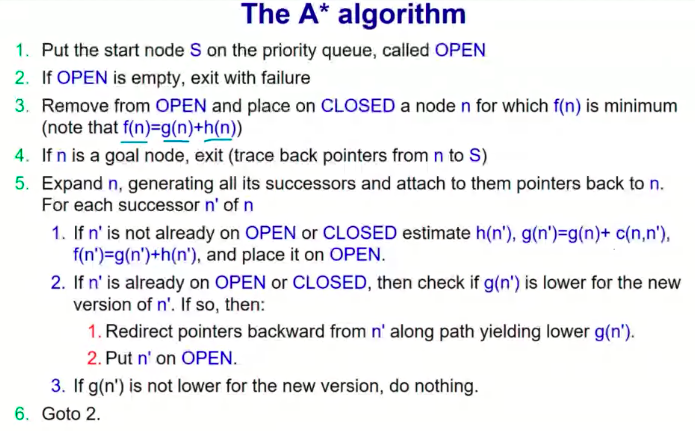 The A* algorithm
1. Put the start node S on the priority queue, called OPEN
2. If OPEN is empty, exit with failure
3. Remove from OPEN and place on CLOSED a node n for which f(n) is minimum
(note that f(n)=g(n)+h(n))
4. If n is a goal node, exit (trace back pointers from n to S)
5. Expand n, generating all its successors and attach to them pointers back to n.
For each successor n' of n
1. If n' is not already on OPEN or CLOSED estimate h(n'), g(n')=g(n)+ c(n,n'),
f(n')=g(n')+h(n'), and place it on OPEN.
2. If n' is already on OPEN or CLOSED, then check if g(n') is lower for the new
version of n'. If so, then:
1. Redirect pointers backward from n' along path yielding lower g(n').
2. Put n' on OPEN.
3. If g(n') is not lower for the new version, do nothing.
6. Goto 2.